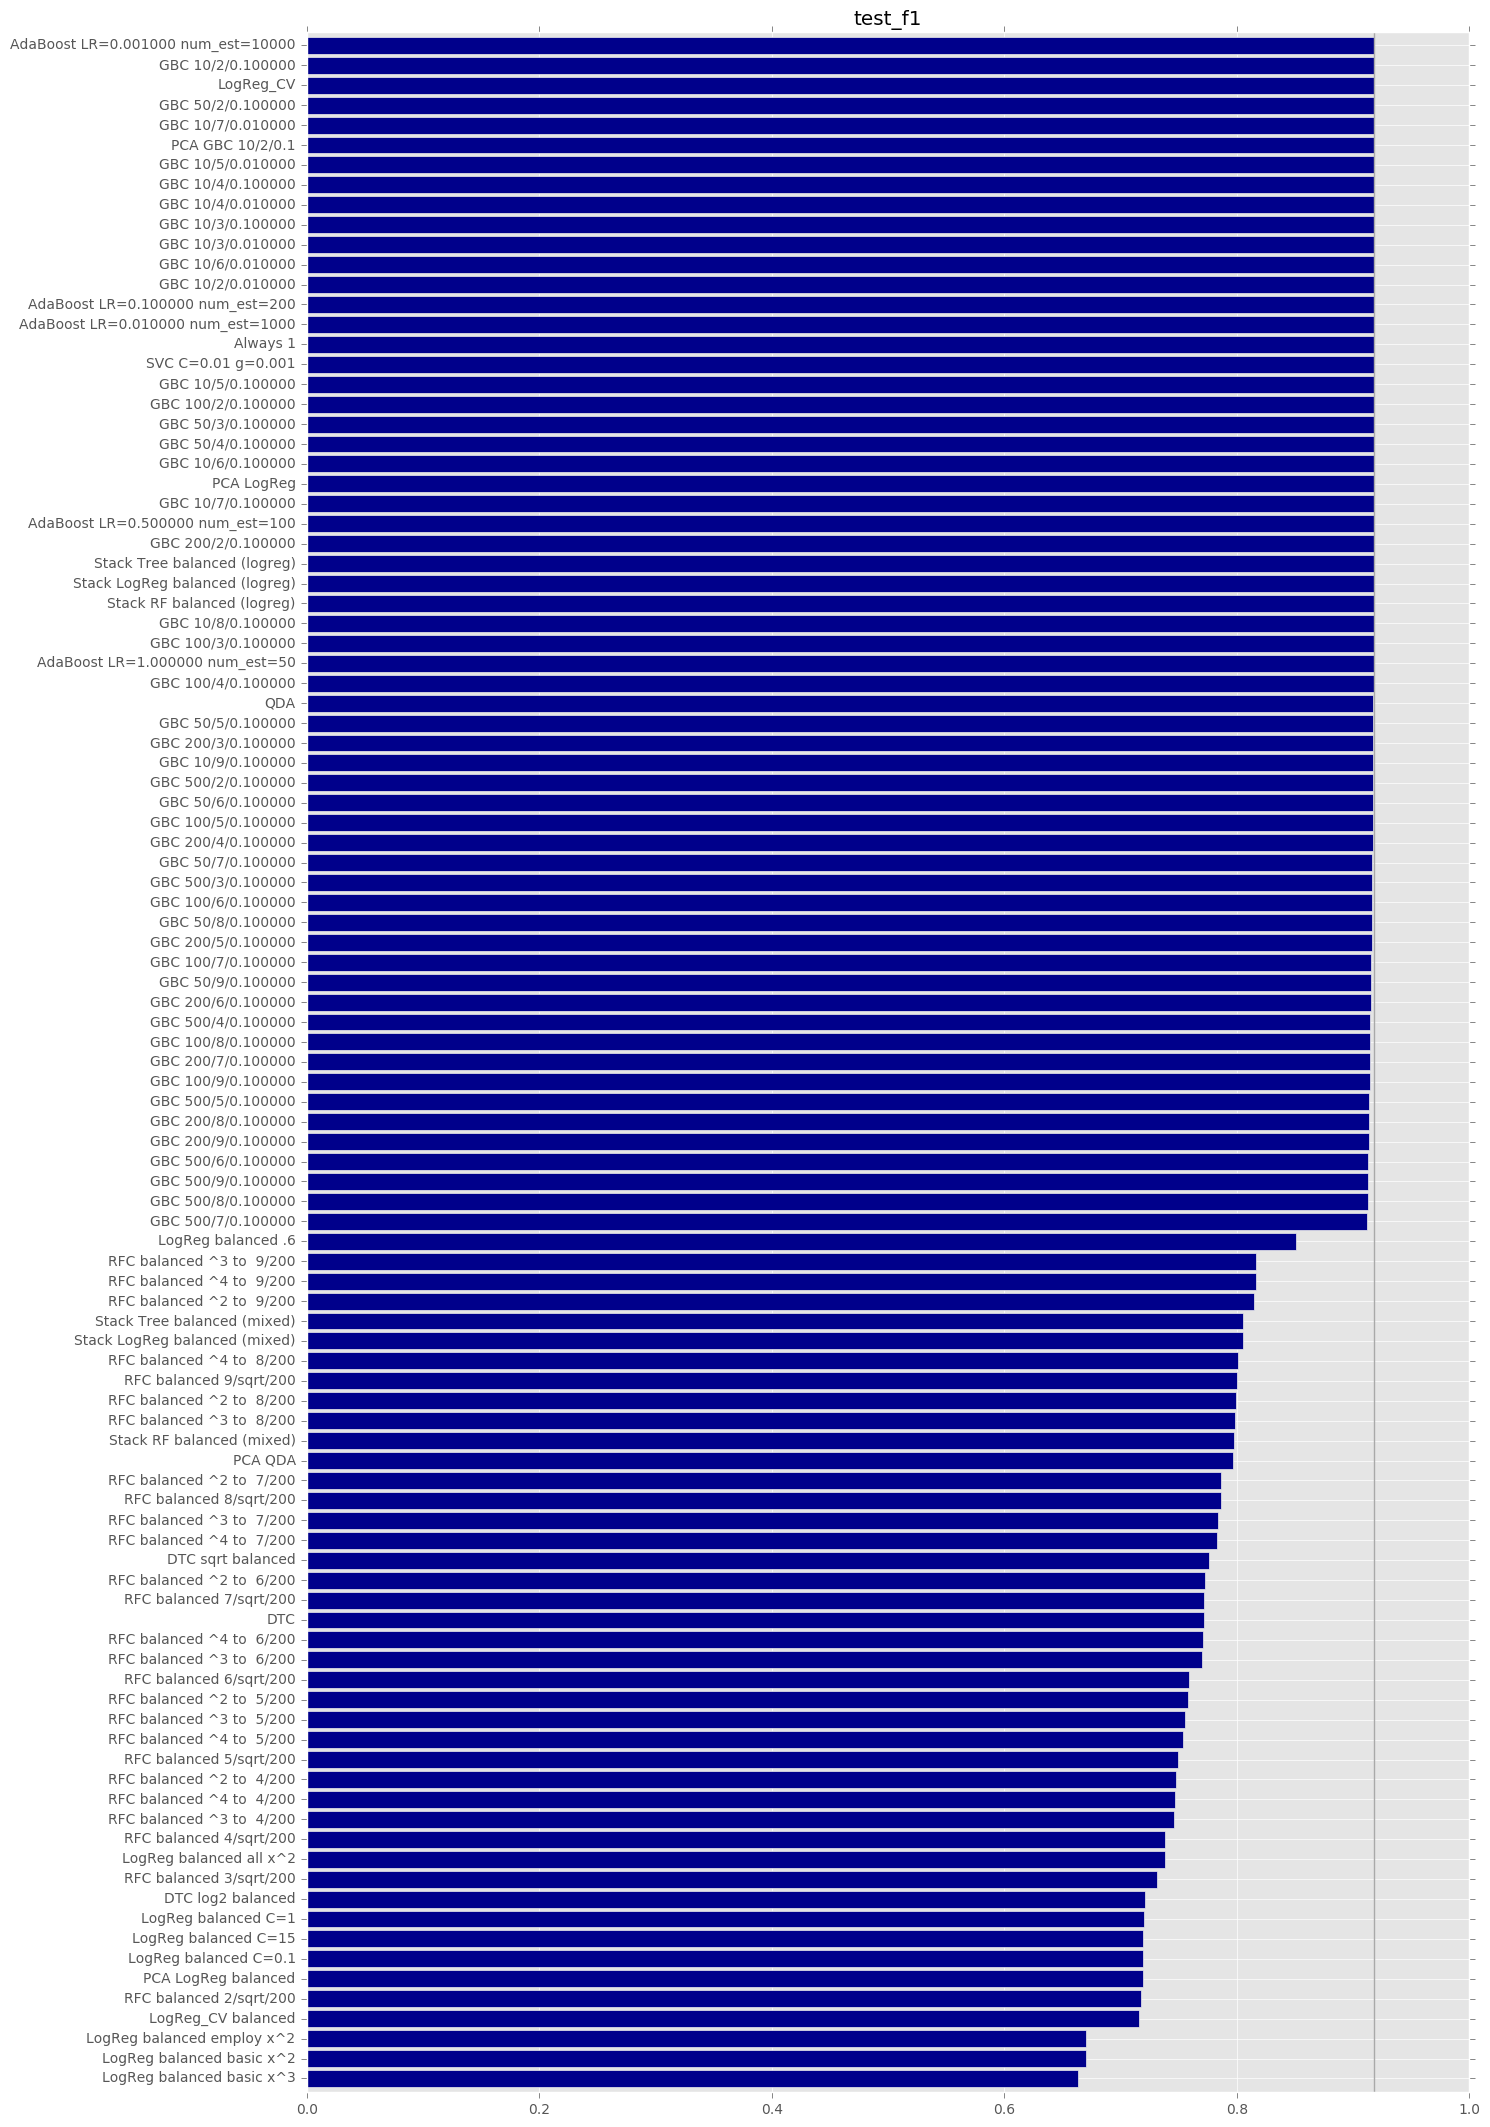 test_f1
AdaBoost LR=0.001000 num_est=10000
GBC 10/2/0.100000
LogReg_CV
GBC 50/2/0.100000
GBC 10/7/0.010000
PCA GBC 10/2/0.1
GBC 10/5/0.010000
GBC 10/4/0.100000
GBC 10/4/0.010000
GBC 10/3/0.100000
GBC 10/3/0.010000
GBC 10/6/0.010000
GBC 10/2/0.010000
AdaBoost LR=0.100000 num_est=200
AdaBoost LR=0.010000 num_est=1000
Always 1
SVC C=0.01 g=0.001
GBC 10/5/0.100000
GBC 100/2/0.100000
GBC 50/3/0.100000
GBC 50/4/0.100000
GBC 10/6/0.100000
PCA LogReg
GBC 10/7/0.100000
AdaBoost LR=0.500000 num_est=100
GBC 200/2/0.100000
Stack Tree balanced (logreg)
Stack LogReg balanced (logreg)
Stack RF balanced (logreg)
GBC 10/8/0.100000
GBC 100/3/0.100000
AdaBoost LR=1.000000 num_est=50
GBC 100/4/0.100000
QDA
GBC 50/5/0.100000
GBC 200/3/0.100000
GBC 10/9/0.100000
GBC 500/2/0.100000
GBC 50/6/0.100000
GBC 100/5/0.100000
GBC 200/4/0.100000
GBC 50/7/0.100000
GBC 500/3/0.100000
GBC 100/6/0.100000
GBC 50/8/0.100000
GBC 200/5/0.100000
GBC 100/7/0.100000
GBC 50/9/0.100000
GBC 200/6/0.100000
GBC 500/4/0.100000
GBC 100/8/0.100000
GBC 200/7/0.100000
GBC 100/9/0.100000
GBC 500/5/0.100000
GBC 200/8/0.100000
GBC 200/9/0.100000
GBC 500/6/0.100000
GBC 500/9/0.100000
GBC 500/8/0.100000
GBC 500/7/0.100000
LogReg balanced .6
RFC balanced ^3 to  9/200
RFC balanced ^4 to  9/200
RFC balanced ^2 to  9/200
Stack Tree balanced (mixed)
Stack LogReg balanced (mixed)
RFC balanced ^4 to  8/200
RFC balanced 9/sqrt/200
RFC balanced ^2 to  8/200
RFC balanced ^3 to  8/200
Stack RF balanced (mixed)
PCA QDA
RFC balanced ^2 to  7/200
RFC balanced 8/sqrt/200
RFC balanced ^3 to  7/200
RFC balanced ^4 to  7/200
DTC sqrt balanced
RFC balanced ^2 to  6/200
RFC balanced 7/sqrt/200
DTC
RFC balanced ^4 to  6/200
RFC balanced ^3 to  6/200
RFC balanced 6/sqrt/200
RFC balanced ^2 to  5/200
RFC balanced ^3 to  5/200
RFC balanced ^4 to  5/200
RFC balanced 5/sqrt/200
RFC balanced ^2 to  4/200
RFC balanced ^4 to  4/200
RFC balanced ^3 to  4/200
RFC balanced 4/sqrt/200
LogReg balanced all x^2
RFC balanced 3/sqrt/200
DTC log2 balanced
LogReg balanced C=1
LogReg balanced C=15
LogReg balanced C=0.1
PCA LogReg balanced
RFC balanced 2/sqrt/200
LogReg_CV balanced
LogReg balanced employ x^2
LogReg balanced basic x^2
LogReg balanced basic x^3
0.0 0.2 0.4 0.6 0.8 1.0